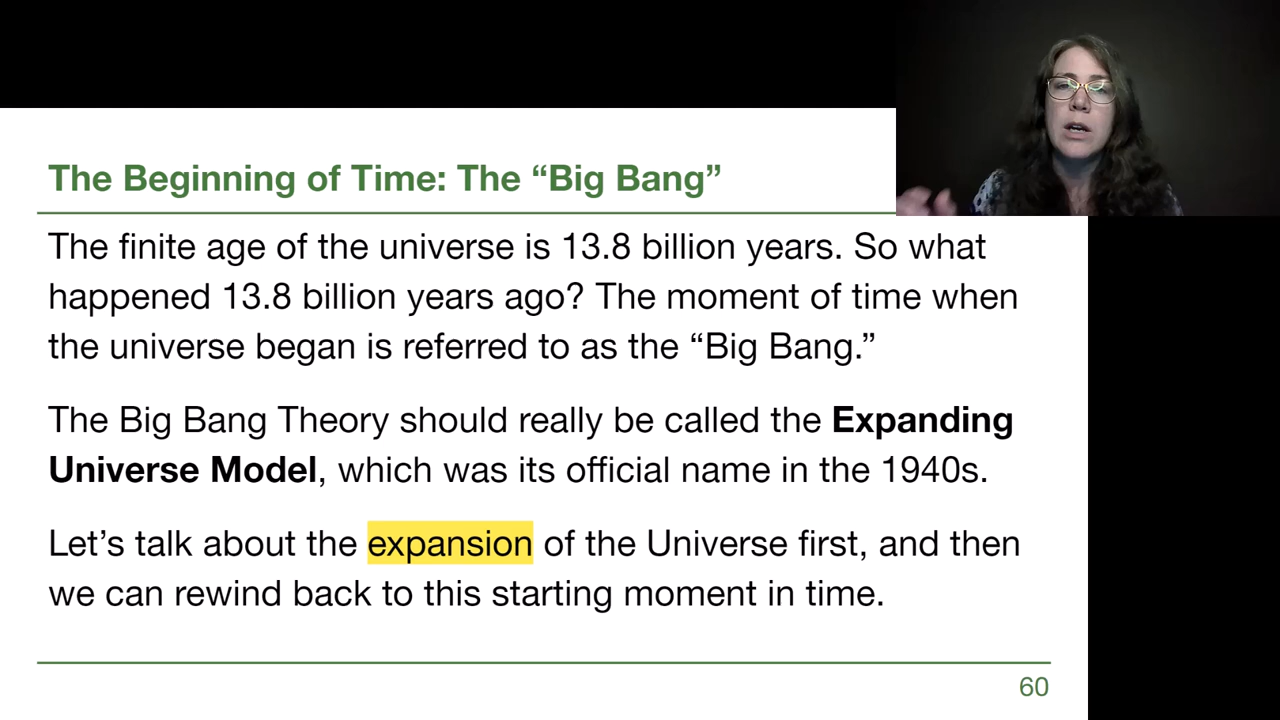 The Beginning of Time: The “Big Bang”
The finite age of the universe is 13.8 billion years. So what
happened 13.8 billion years ago? The moment of time when
the universe began is referred to as the “Big Bang.”
The Big Bang Theory should really be called the Expanding
Universe Model, which was its official name in the 1940s.
Let’s talk about the expansion of the Universe first, and then
we can rewind back to this starting moment in time.
60